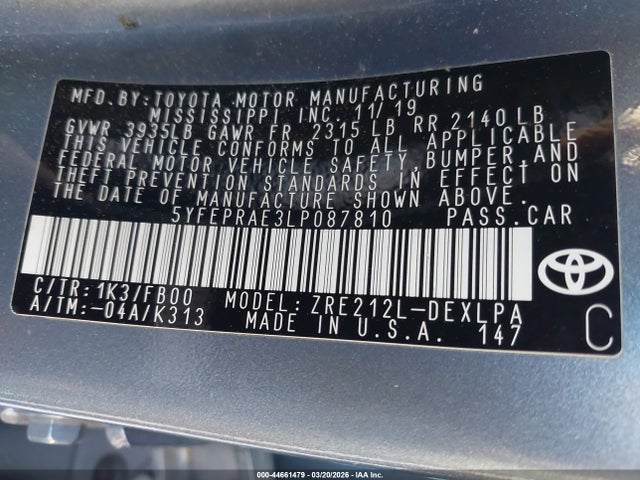 MFD.BY:TOYOTA MOTOR MANUFACTURING
MISSISSIPPI INC. 11/19
GVWR 3935LB GAWR FR 2315 LB RR 2140 LB
THIS VEHICLE CONFORMS TO ALL APPLICABLE
FEDERAL MOTOR VEHICLE SAFETY, BUMPER, AND
THEFT PREVENTION STANDARDS IN EFFECT ON
THE DATE OF MANUFACTURE SHOWN ABOVE.
5YFEPRAE3LP087810 PASS.CAR
C/TR: 1K3/FB00 MODEL: ZRE212L-DEXLPA
A/TM:-04A/K313 MADE IN U.S.A. 147
C
000-44661479 - 03/20/2026 - IAA Inc.